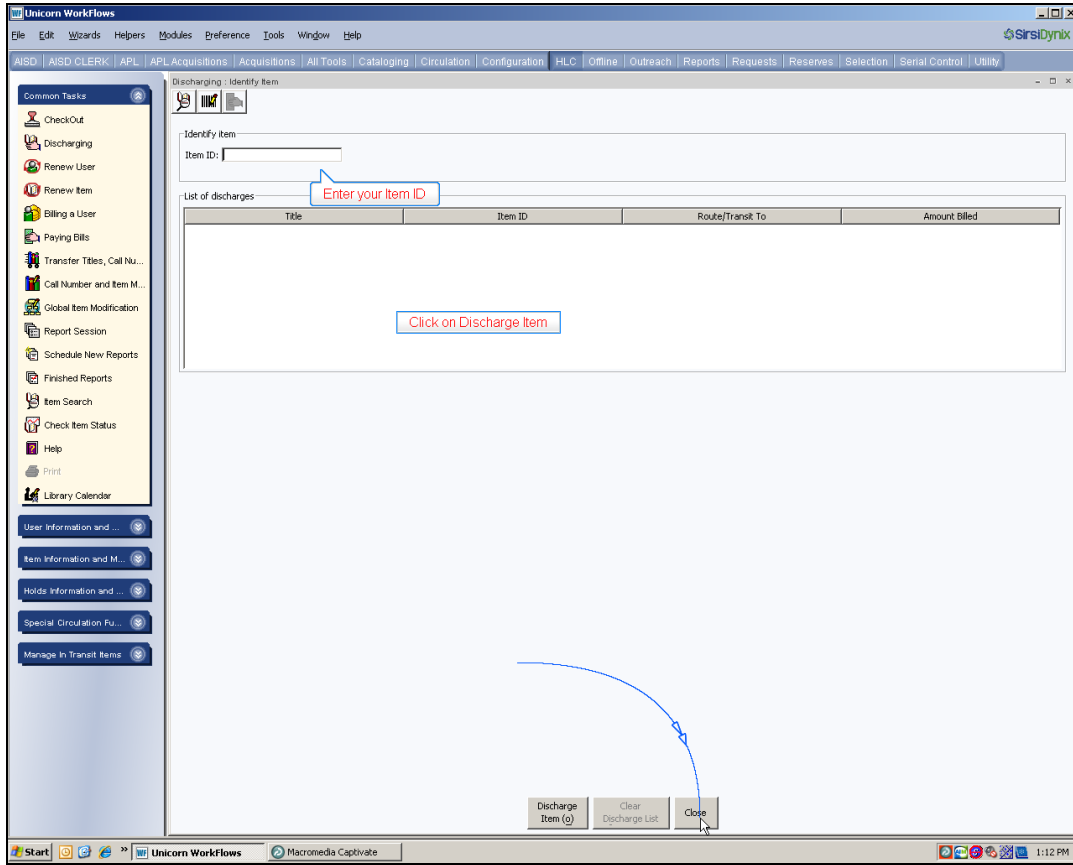 Unicorn WorkFlows
File Edit Wizards Helpers Modules Preference Tools Window Help
SirsiDynix
AISD AISD CLERK APL APL Acquisitions Acquisitions All Tools Cataloging Circulation Configuration HLC Offline Outreach Reports Requests Reserves Selection Serial Control Utility
Common Tasks
CheckOut
Discharging
Renew User
Renew Item
Billing a User
Paying Bills
Transfer Titles, Call Nu...
Call Number and Item M...
Global Item Modification
Report Session
Schedule New Reports
Finished Reports
Item Search
Check Item Status
Help
Print
Library Calendar
User Information and ...
Item Information and M...
Holds Information and ...
Special Circulation Fu...
Manage In Transit Items
Discharging : Identify Item
Identify item
Item ID:
Enter your Item ID
List of discharges
Title Item ID Route/Transit To Amount Billed
Click on Discharge Item
Discharge Item (o)
Clear Discharge List
Close
Start » Unicorn WorkFlows Macromedia Captivate 1:12 PM